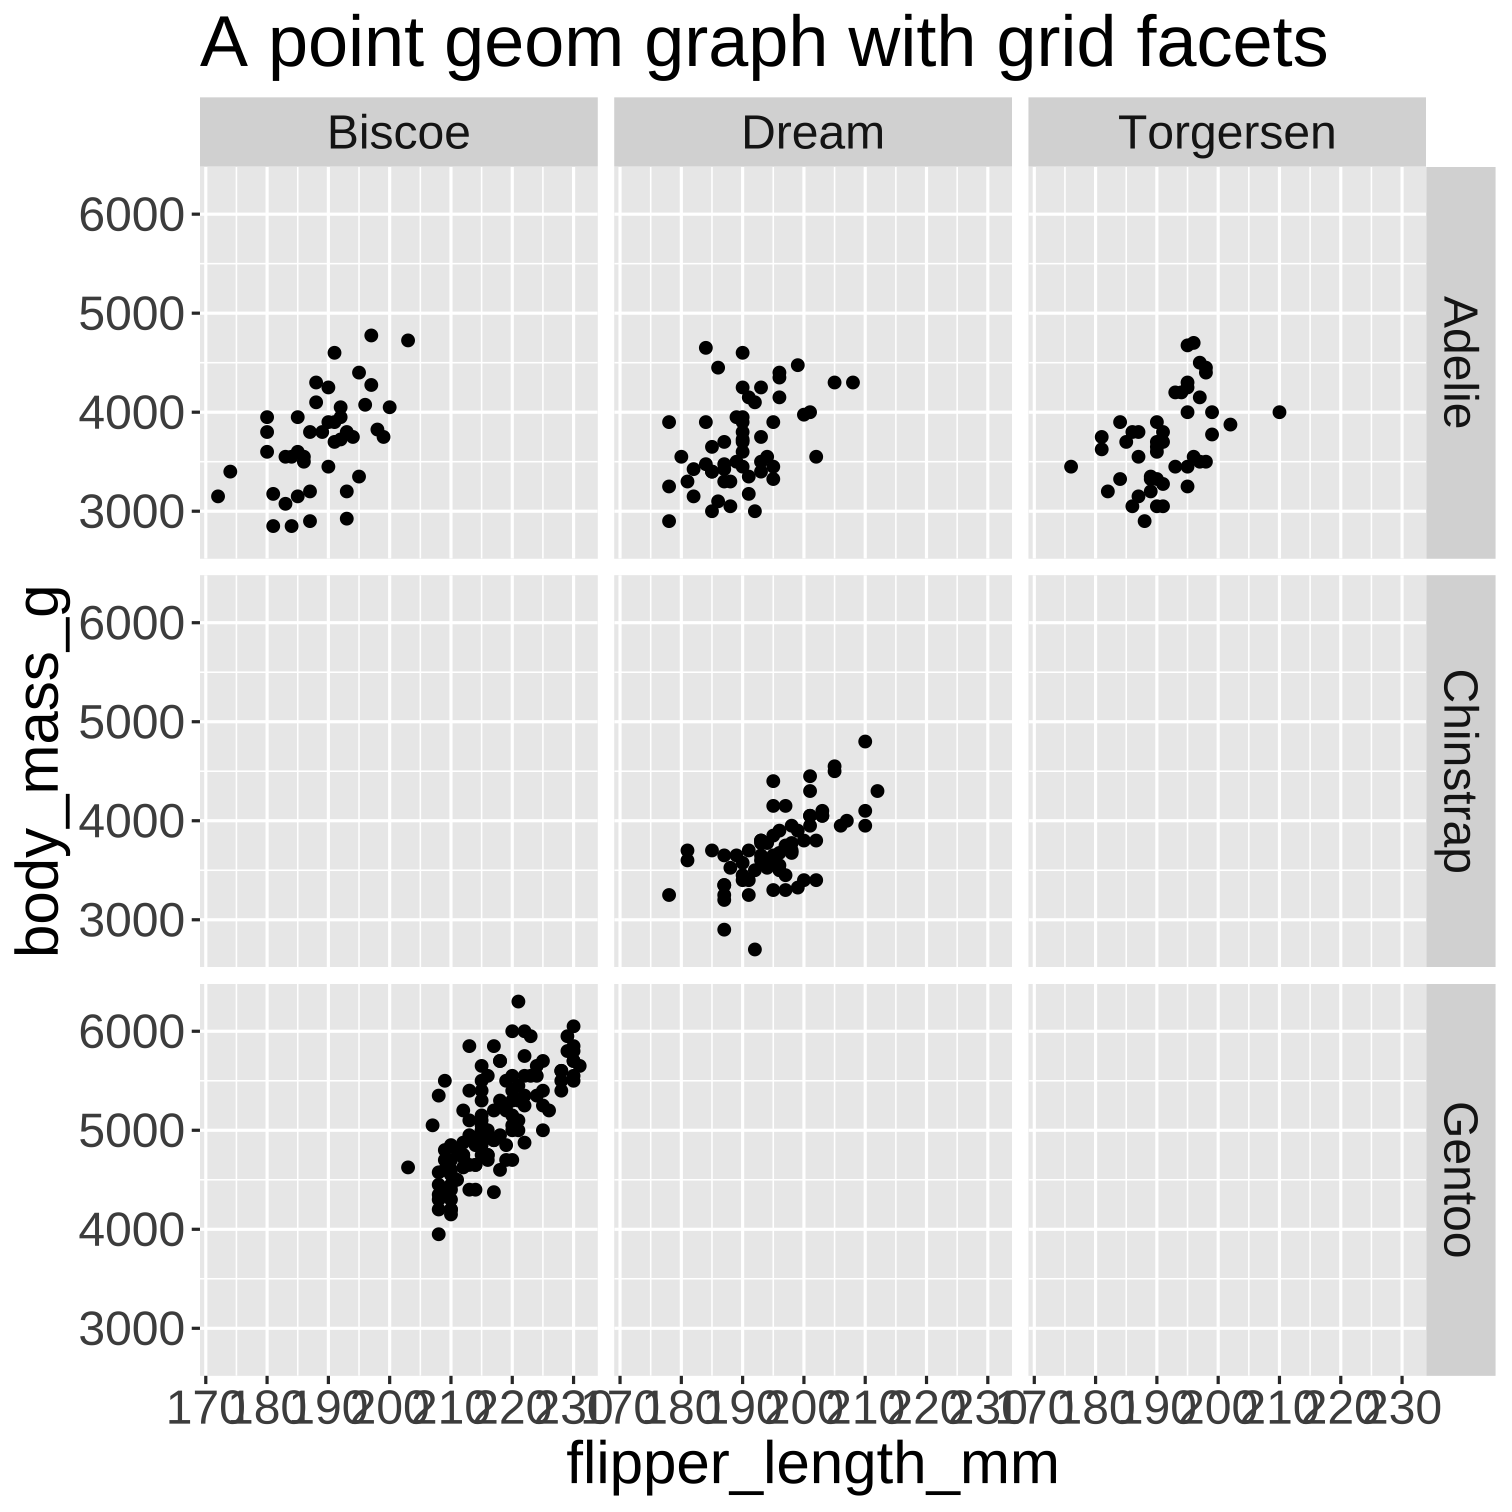 A point geom graph with grid facets
Biscoe Dream Torgersen
6000
5000
4000
3000
Adelie
body_mass_g
6000
5000
4000
3000
Chinstrap
6000
5000
4000
3000
Gentoo
170 180 190 200 210 220 230 170 180 190 200 210 220 230 170 180 190 200 210 220 230
flipper_length_mm